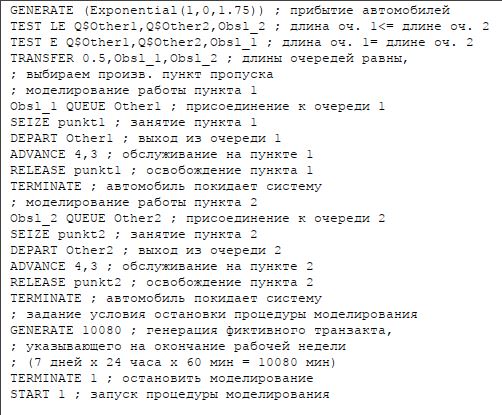 GENERATE (Exponential(1,0,1.75)) ; прибытие автомобилей
TEST LE Q$Other1,Q$Other2,Obsl_2 ; длина оч. 1<= длине оч. 2
TEST E Q$Other1,Q$Other2,Obsl_1 ; длина оч. 1= длине оч. 2
TRANSFER 0.5,Obsl_1,Obsl_2 ; длины очередей равны,
; выбираем произв. пункт пропуска
; моделирование работы пункта 1
Obsl_1 QUEUE Other1 ; присоединение к очереди 1
SEIZE punkt1 ; занятие пункта 1
DEPART Other1 ; выход из очереди 1
ADVANCE 4,3 ; обслуживание на пункте 1
RELEASE punkt1 ; освобождение пункта 1
TERMINATE ; автомобиль покидает систему
; моделирование работы пункта 2
Obsl_2 QUEUE Other2 ; присоединение к очереди 2
SEIZE punkt2 ; занятие пункта 2
DEPART Other2 ; выход из очереди 2
ADVANCE 4,3 ; обслуживание на пункте 2
RELEASE punkt2 ; освобождение пункта 2
TERMINATE ; автомобиль покидает систему
; задание условия остановки процедуры моделирования
GENERATE 10080 ; генерация фиктивного транзакта,
; указывающего на окончание рабочей недели
; (7 дней x 24 часа x 60 мин = 10080 мин)
TERMINATE 1 ; остановить моделирование
START 1 ; запуск процедуры моделирования